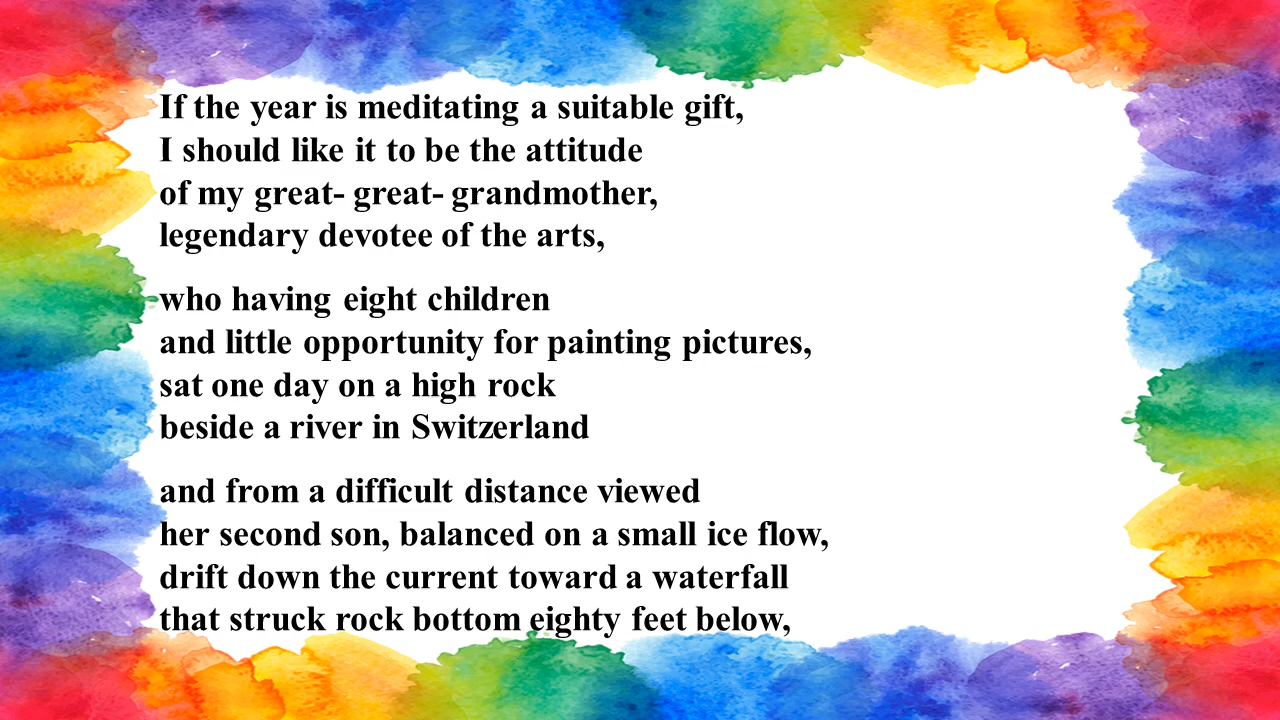 If the year is meditating a suitable gift,
I should like it to be the attitude
of my great- great- grandmother,
legendary devotee of the arts,
who having eight children
and little opportunity for painting pictures,
sat one day on a high rock
beside a river in Switzerland
and from a difficult distance viewed
her second son, balanced on a small ice flow,
drift down the current toward a waterfall
that struck rock bottom eighty feet below,